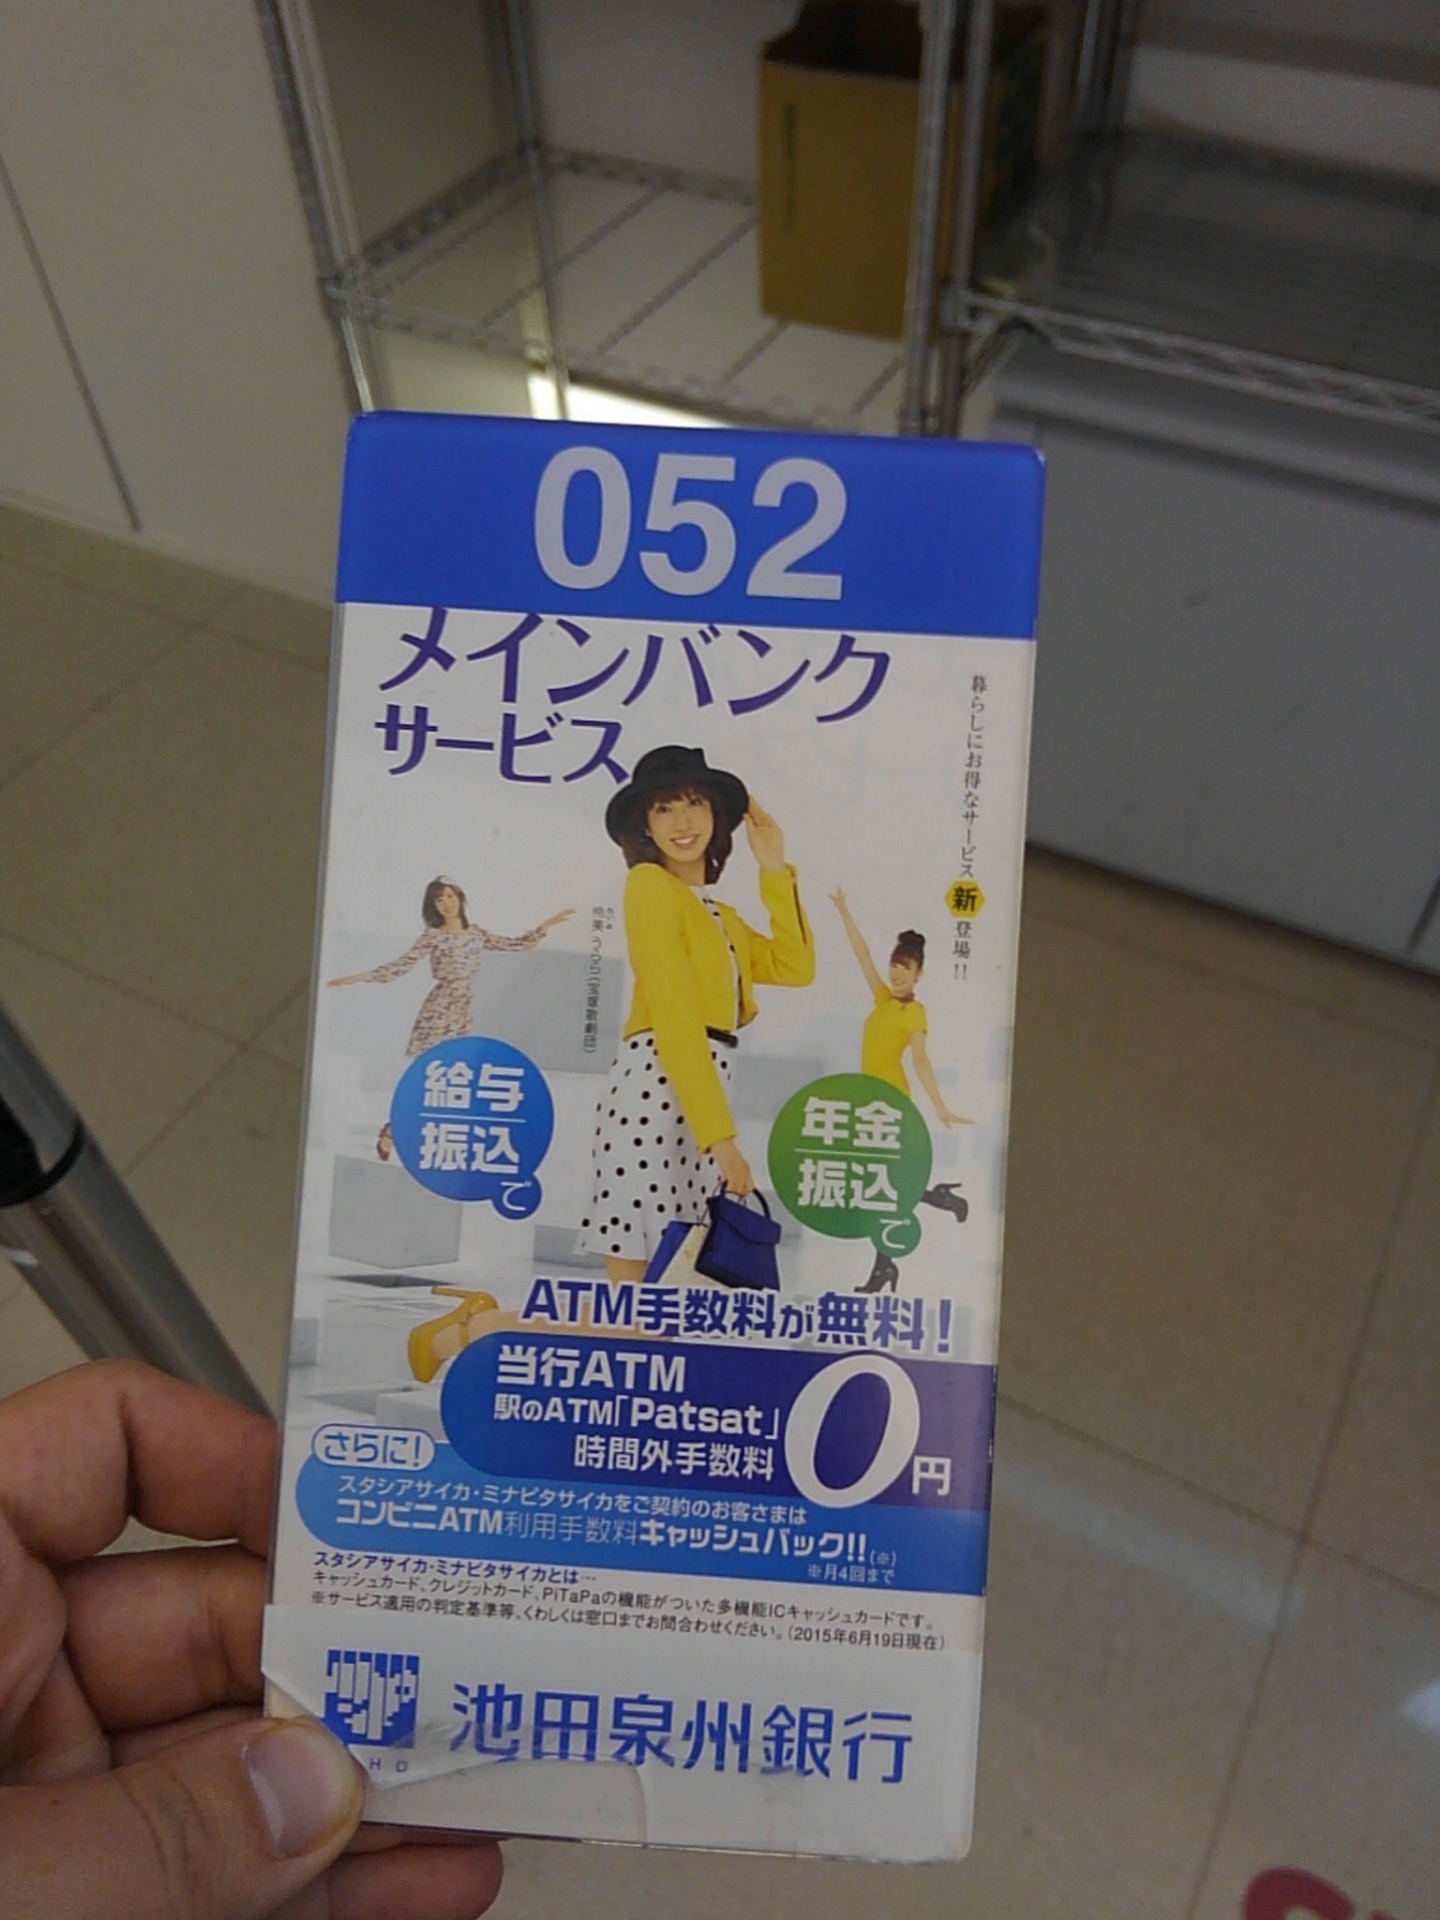 052
メインバンク
サービス
暮らしにお得なサービス新登場!!
伶美 うらら(宝塚歌劇団)
給与
振込
で
年金
振込
で
ATM手数料が無料!
当行ATM
駅のATM「Patsat」
時間外手数料
0円
さらに!
スタシアサイカ・ミナピタサイカをご契約のお客さまは
コンビニATM利用手数料キャッシュバック!!(※)
※月4回まで
スタシアサイカ・ミナピタサイカとは…
キャッシュカード、クレジットカード、PiTaPaの機能がついた多機能ICキャッシュカードです。
※サービス適用の判定基準等、くわしくは窓口までお問合わせください。(2015年6月19日現在)
池田泉州銀行
HD